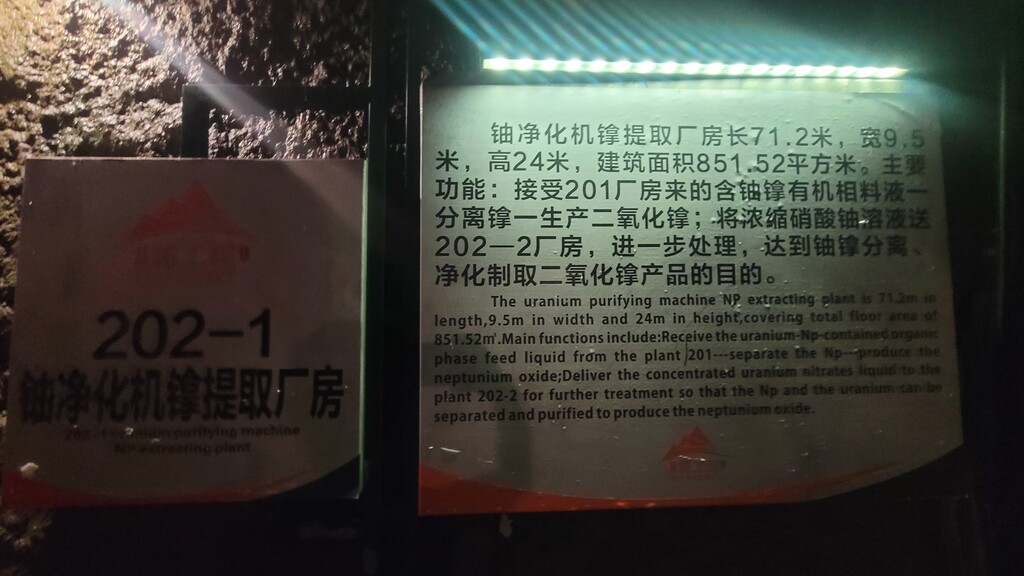 202-1
铀净化机镎提取厂房
202-1 uranium purifying machine
NP extracting plant
铀净化机镎提取厂房长71.2米，宽9.5
米，高24米，建筑面积851.52平方米。主要
功能：接受201厂房来的含铀镎有机相料液一
分离镎一生产二氧化镎；将浓缩硝酸铀溶液送
202—2厂房，进一步处理，达到铀镎分离、
净化制取二氧化镎产品的目的。
The uranium purifying machine NP extracting plant is 71.2m in
length,9.5m in width and 24m in height,covering total floor area of
851.52㎡.Main functions include:Receive the uranium-Np-contained organic
phase feed liquid from the plant 201---separate the Np---produce the
neptunium oxide;Deliver the concentrated uranium nitrates liquid to the
plant 202-2 for further treatment so that the Np and the uranium can be
separated and purified to produce the neptunium oxide.